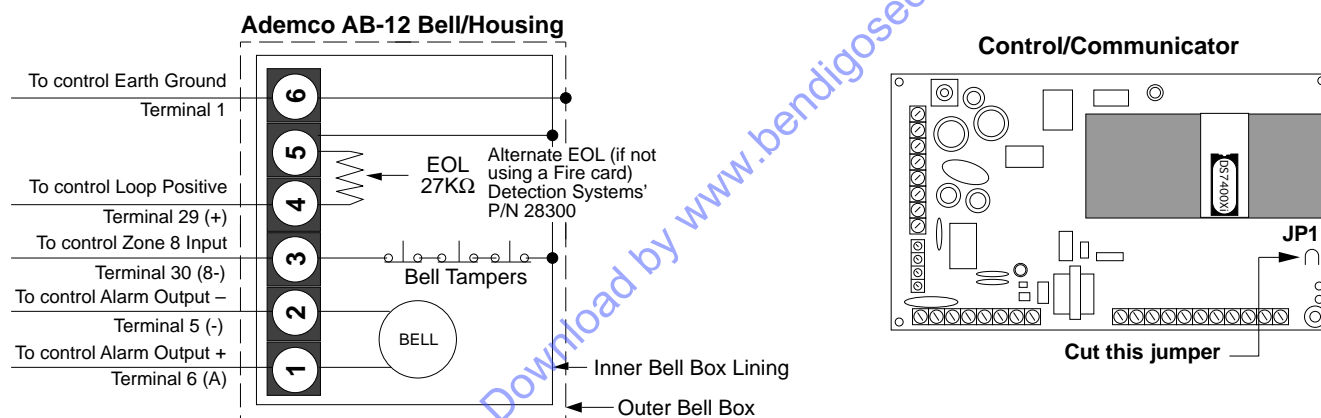 Ademco AB-12 Bell/Housing
To control Earth Ground
Terminal 1
To control Loop Positive
Terminal 29 (+)
To control Zone 8 Input
Terminal 30 (8-)
To control Alarm Output –
Terminal 5 (-)
To control Alarm Output +
Terminal 6 (A)
6
5
4
3
2
1
EOL
27KΩ
Alternate EOL (if not
using a Fire card)
Detection Systems'
P/N 28300
Bell Tampers
BELL
Inner Bell Box Lining
Outer Bell Box
Download by www.bendigosec
Control/Communicator
DS7400Xi
JP1
Cut this jumper